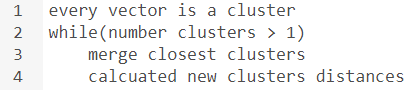 1 every vector is a cluster
2 while(number clusters > 1)
3     merge closest clusters
4     calcuated new clusters distances